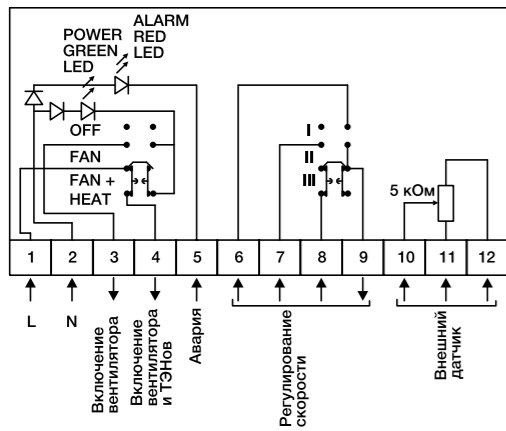 POWER
GREEN
LED
ALARM
RED
LED
OFF
FAN
FAN +
HEAT
I
II
III
5 кОм
1 2 3 4 5 6 7 8 9 10 11 12
L
N
Включение
вентилятора
Включение
вентилятора
и ТЭНов
Авария
Регулирование
скорости
Внешний
датчик